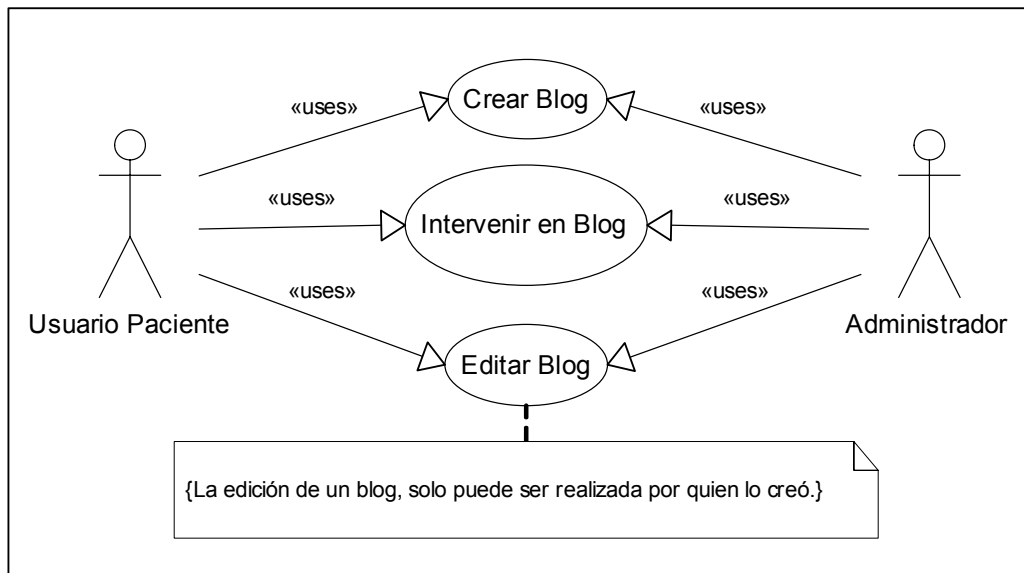 Crear Blog
«uses»
«uses»
Intervenir en Blog
«uses»
«uses»
Editar Blog
«uses»
«uses»
Usuario Paciente
Administrador
{La edición de un blog, solo puede ser realizada por quien lo creó.}